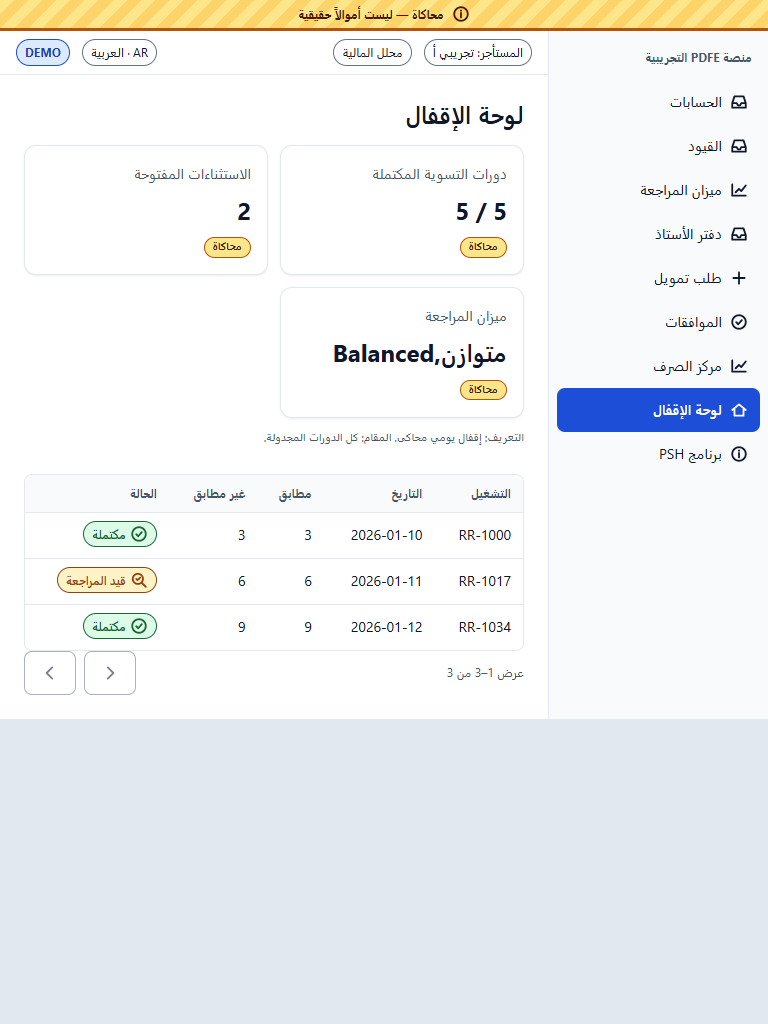 محاكاة — ليست أموالاً حقيقية
منصة PDFE التجريبية
الحسابات
القيود
ميزان المراجعة
دفتر الأستاذ
طلب تمويل
الموافقات
مركز الصرف
لوحة الإقفال
برنامج PSH
المستأجر: تجريبي أ
محلل المالية
العربية · AR
DEMO
لوحة الإقفال
دورات التسوية المكتملة
5 / 5
محاكاة
الاستثناءات المفتوحة
2
محاكاة
ميزان المراجعة
متوازن,Balanced
محاكاة
التعريف: إقفال يومي محاكى. المقام: كل الدورات المجدولة.
التشغيل التاريخ مطابق غير مطابق الحالة
RR-1000 2026-01-10 3 3 مكتملة
RR-1017 2026-01-11 6 6 قيد المراجعة
RR-1034 2026-01-12 9 9 مكتملة
عرض 1–3 من 3